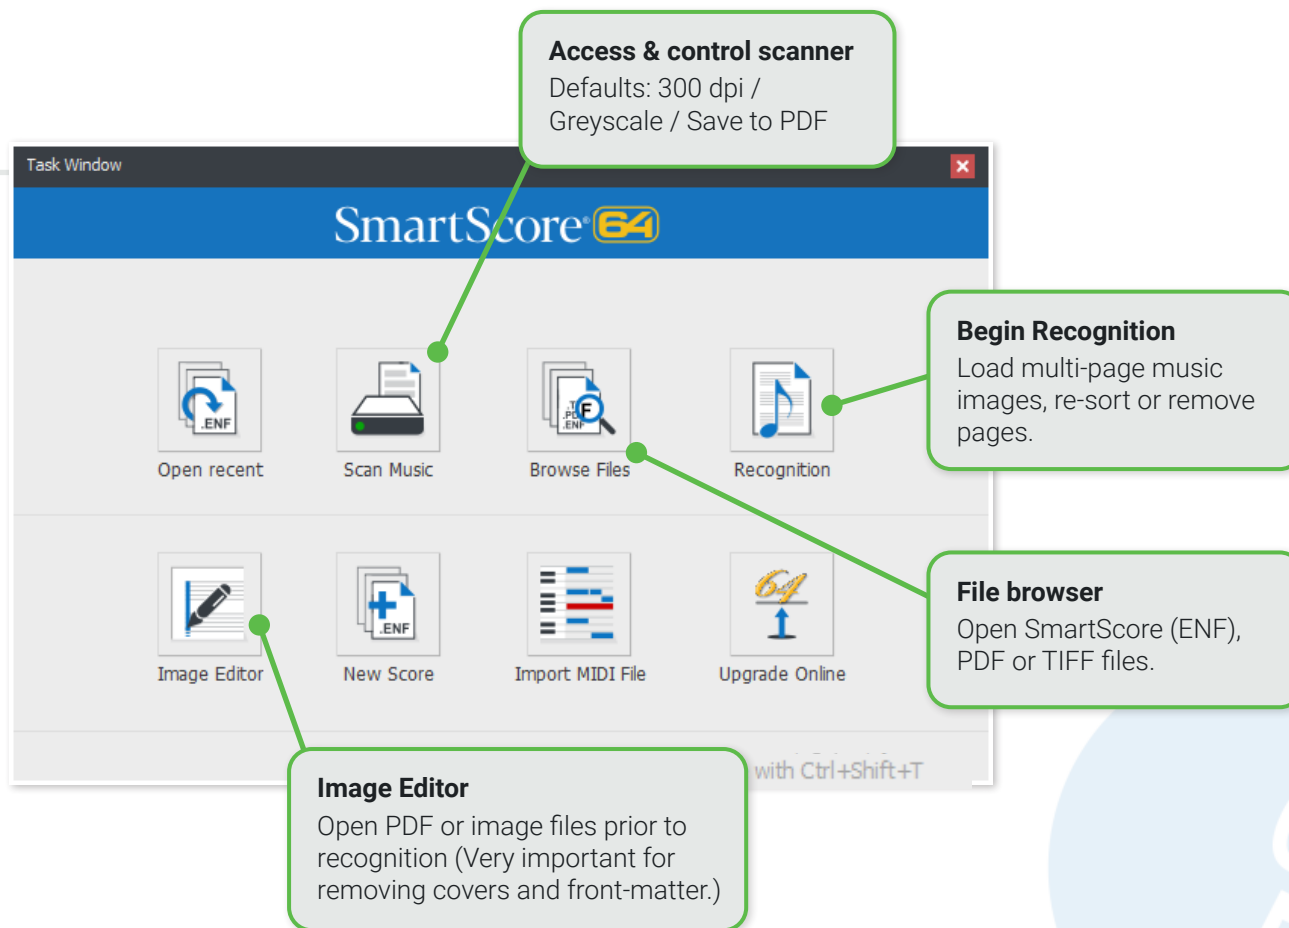 Access & control scanner
Defaults: 300 dpi /
Greyscale / Save to PDF
Task Window
SmartScore® 64
Begin Recognition
Load multi-page music
images, re-sort or remove
pages.
.ENF
.PDF
.ENF
F
Open recent
Scan Music
Browse Files
Recognition
File browser
Open SmartScore (ENF),
PDF or TIFF files.
.ENF
64
Image Editor
New Score
Import MIDI File
Upgrade Online
with Ctrl+Shift+T
Image Editor
Open PDF or image files prior to
recognition (Very important for
removing covers and front-matter.)